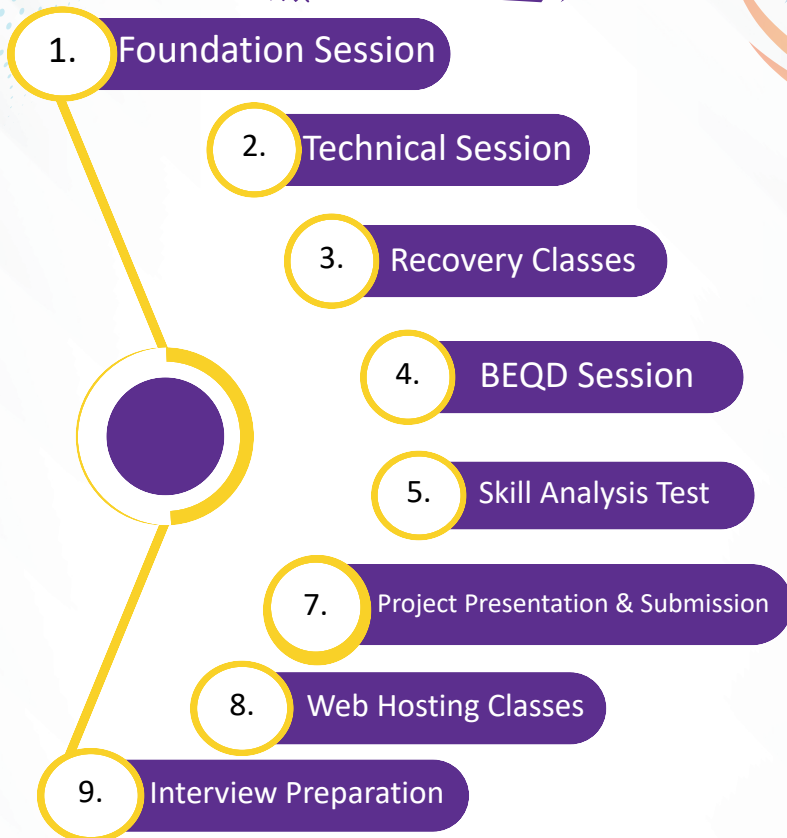 1. Foundation Session
2. Technical Session
3. Recovery Classes
4. BEQD Session
5. Skill Analysis Test
7. Project Presentation & Submission
8. Web Hosting Classes
9. Interview Preparation